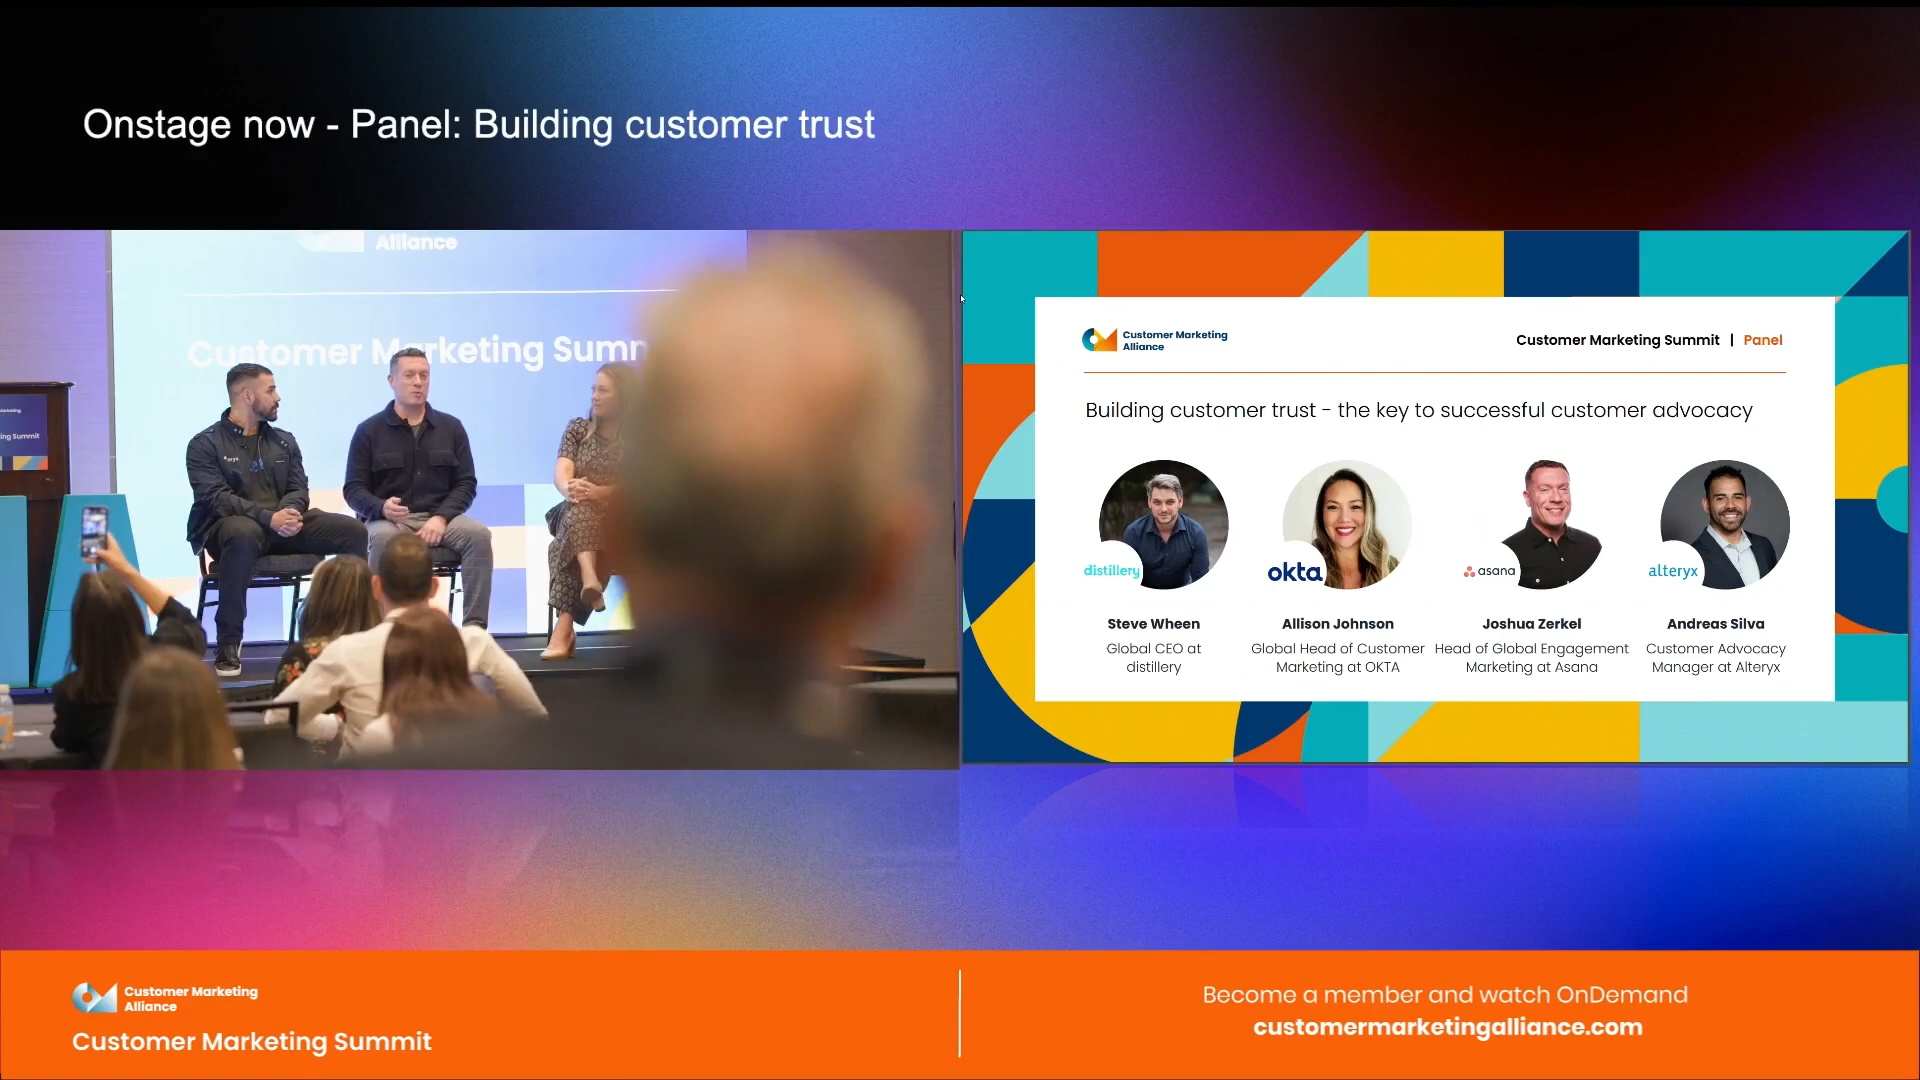 Onstage now - Panel: Building customer trust
Alliance
Customer Marketing Summ
ing Summit
Customer Marketing
Alliance
Customer Marketing Summit | Panel
Building customer trust - the key to successful customer advocacy
distillery
okta
asana
alteryx
Steve Wheen
Global CEO at
distillery
Allison Johnson
Global Head of Customer
Marketing at OKTA
Joshua Zerkel
Head of Global Engagement
Marketing at Asana
Andreas Silva
Customer Advocacy
Manager at Alteryx
Customer Marketing
Alliance
Customer Marketing Summit
Become a member and watch OnDemand
customermarketingalliance.com